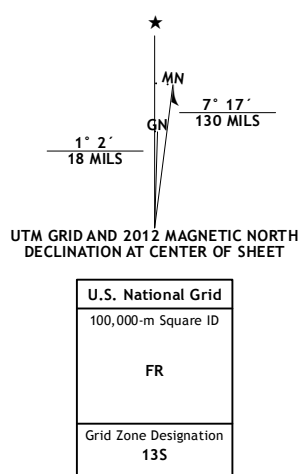 ★
MN
GN
7° 17´
130 MILS
1° 2´
18 MILS
UTM GRID AND 2012 MAGNETIC NORTH
DECLINATION AT CENTER OF SHEET
U.S. National Grid
100,000-m Square ID
FR
Grid Zone Designation
13S